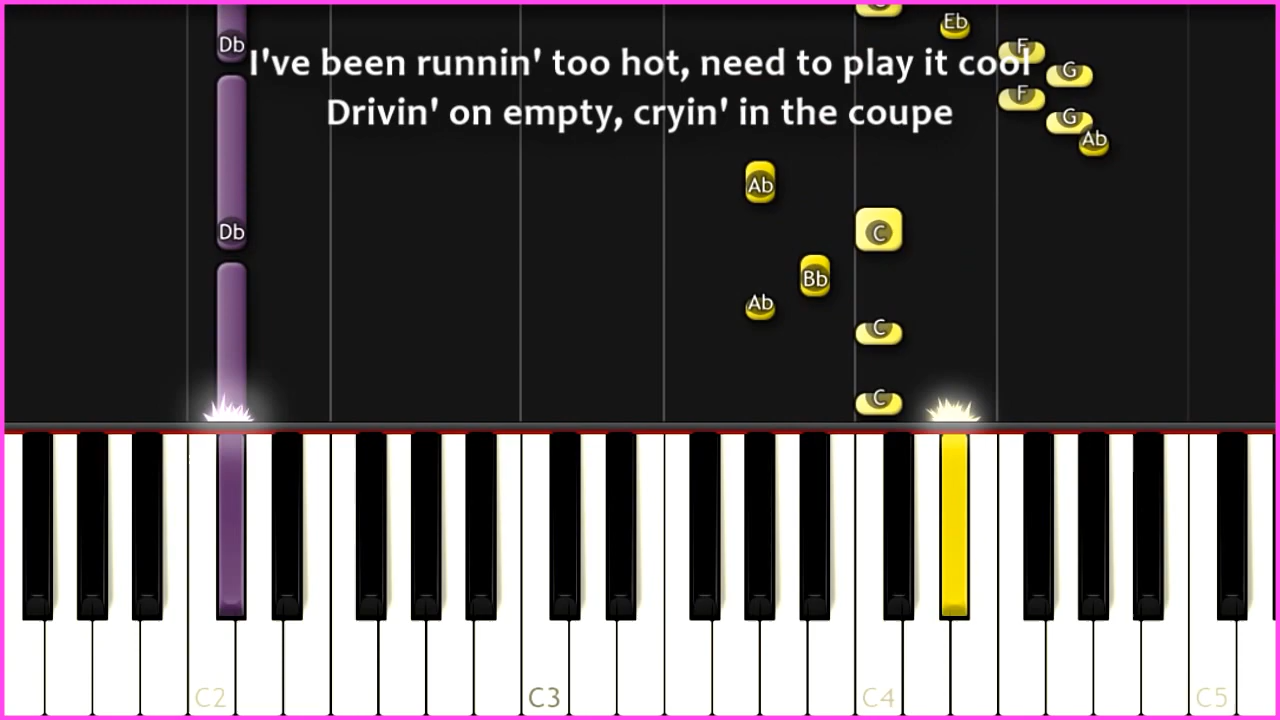 Eb
Db
I've been runnin' too hot, need to play it cool
F
G
F
Drivin' on empty, cryin' in the coupe
G
Ab
Ab
Db
C
Bb
Ab
C
C
C2
C3
C4
C5